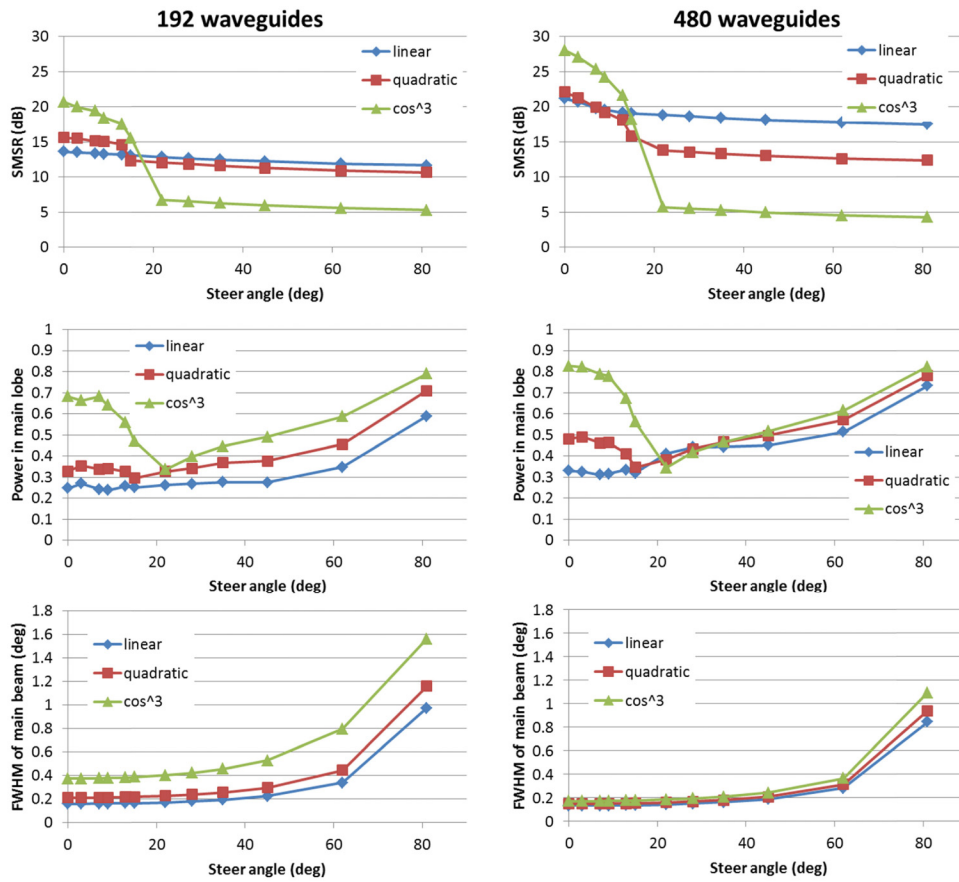 192 waveguides
SMSR (dB)
30
25
20
15
10
5
0
0 20 40 60 80
Steer angle (deg)
linear
quadratic
cos^3
480 waveguides
SMSR (dB)
30
25
20
15
10
5
0
0 20 40 60 80
Steer angle (deg)
linear
quadratic
cos^3
Power in main lobe
1
0.9
0.8
0.7
0.6
0.5
0.4
0.3
0.2
0.1
0
0 20 40 60 80
Steer angle (deg)
linear
quadratic
cos^3
Power in main lobe
1
0.9
0.8
0.7
0.6
0.5
0.4
0.3
0.2
0.1
0
0 20 40 60 80
Steer angle (deg)
linear
quadratic
cos^3
FWHM of main beam (deg)
1.8
1.6
1.4
1.2
1
0.8
0.6
0.4
0.2
0
0 20 40 60 80
Steer angle (deg)
linear
quadratic
cos^3
FWHM of main beam (deg)
1.8
1.6
1.4
1.2
1
0.8
0.6
0.4
0.2
0
0 20 40 60 80
Steer angle (deg)
linear
quadratic
cos^3